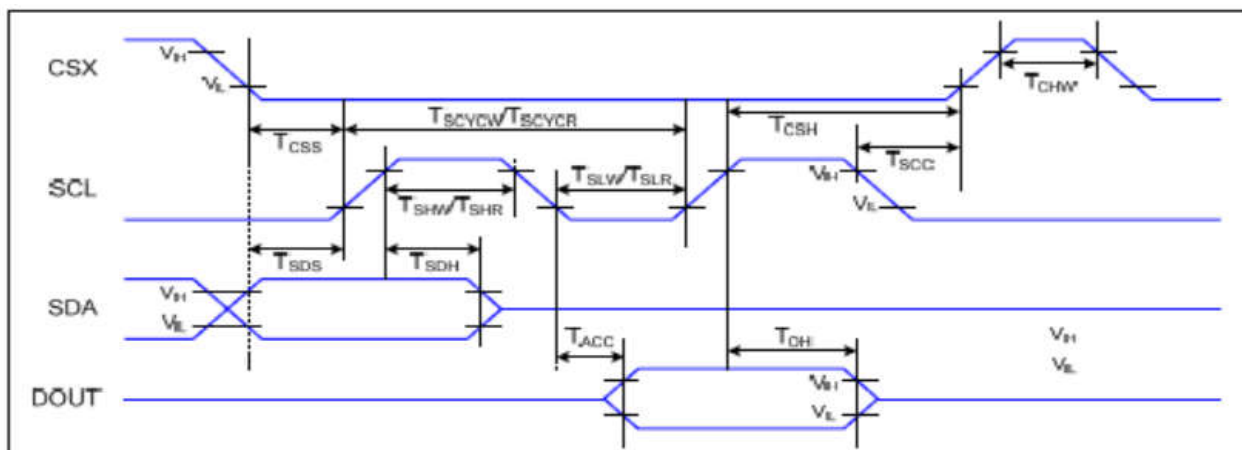 CSX
VIH
VIL
TCSS
TSCYCW/TSCYCR
TCSH
TCHW
TSCC
SCL
TSHW/TSHR
TSLW/TSLR
VIH
VIL
TSDS
TSDH
SDA
VIH
VIL
TACC
TOH
VIH
VIL
DOUT
VIH
VIL